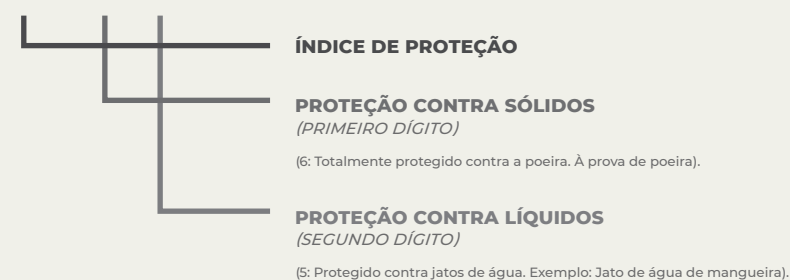 ÍNDICE DE PROTEÇÃO
PROTEÇÃO CONTRA SÓLIDOS
(PRIMEIRO DÍGITO)
(6: Totalmente protegido contra a poeira. À prova de poeira).
PROTEÇÃO CONTRA LÍQUIDOS
(SEGUNDO DÍGITO)
(5: Protegido contra jatos de água. Exemplo: Jato de água de mangueira).